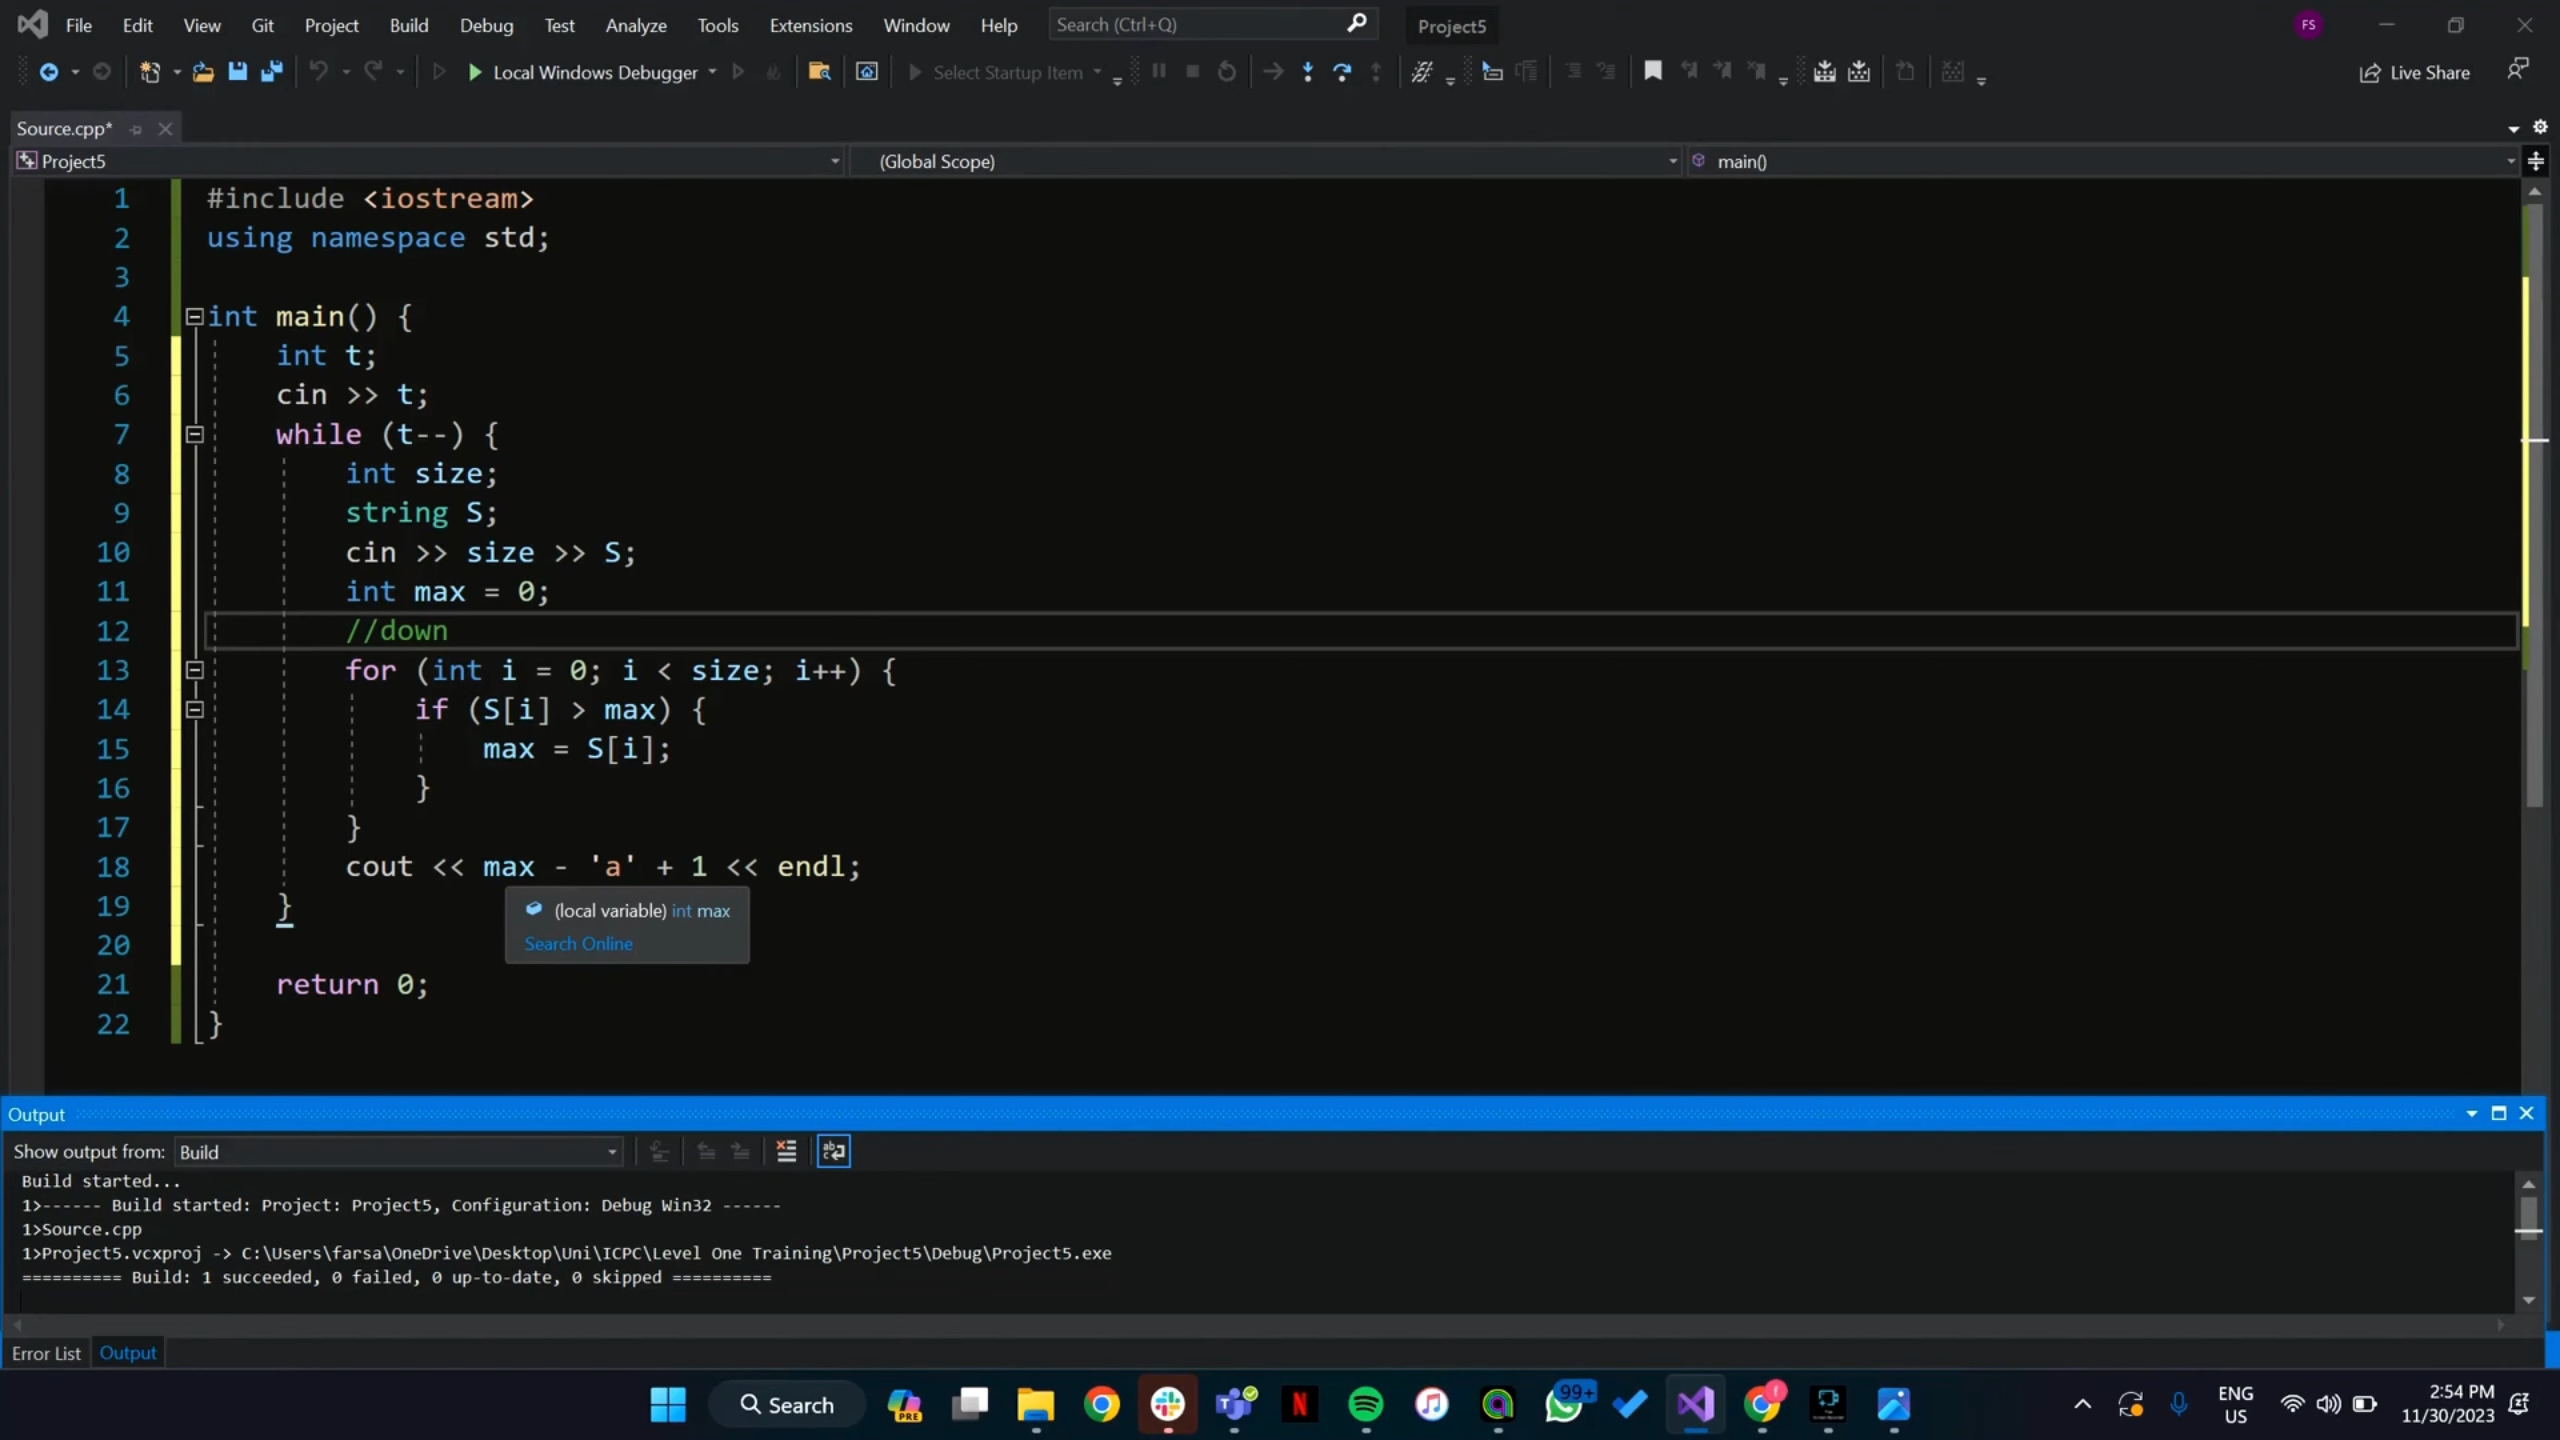 File Edit View Git Project Build Debug Test Analyze Tools Extensions Window Help Search (Ctrl+Q) Project5 FS
Local Windows Debugger Select Startup Item Live Share
Source.cpp*
Project5 (Global Scope) main()
1 #include <iostream>
2 using namespace std;
3
4 int main() {
5 int t;
6 cin >> t;
7 while (t--) {
8 int size;
9 string S;
10 cin >> size >> S;
11 int max = 0;
12 //down
13 for (int i = 0; i < size; i++) {
14 if (S[i] > max) {
15 max = S[i];
16 }
17 }
18 cout << max - 'a' + 1 << endl;
19 }
(local variable) int max
20
Search Online
21 return 0;
22 }
Output
Show output from: Build
Build started...
1>------ Build started: Project: Project5, Configuration: Debug Win32 ------
1>Source.cpp
1>Project5.vcxproj -> C:\Users\farsa\OneDrive\Desktop\Uni\ICPC\Level One Training\Project5\Debug\Project5.exe
========== Build: 1 succeeded, 0 failed, 0 up-to-date, 0 skipped ==========
Error List Output
Search PRE 99+ ENG US 2:54 PM 11/30/2023